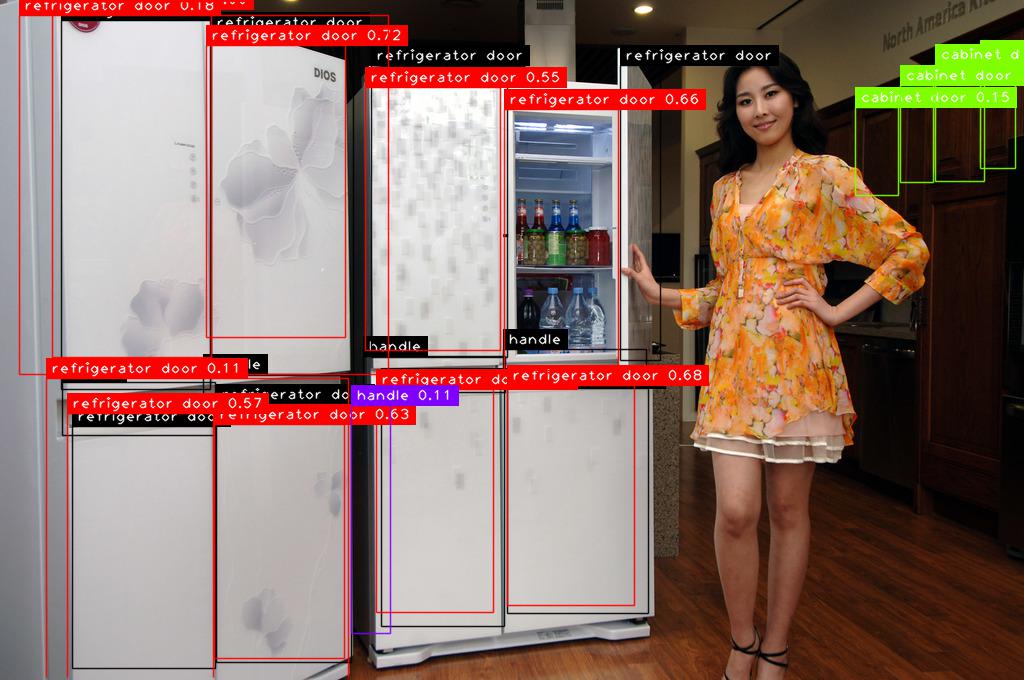 refrigerator door 0.18
refrigerator door
refrigerator door 0.72
refrigerator door
refrigerator door 0.55
refrigerator door 0.66
refrigerator door
North America
cabinet d
cabinet door
cabinet door 0.15
DIOS
handle
handle
refrigerator door 0.11
refrigerator do
refrigerator door 0.68
handle 0.11
refrigerator door 0.57
refrigerator door 0.63